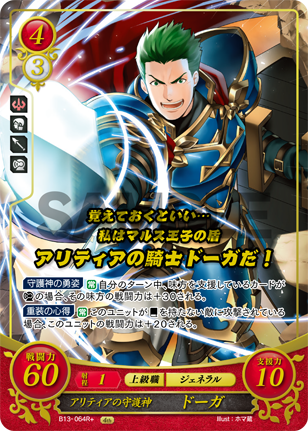 4
3
SAMPLE
覚えておくといい…
私はマルス王子の盾
アリティアの騎士ドーガだ!
守護神の勇姿 常 自分のターン中、味方を支援しているカードが
の場合、その味方の戦闘力は+30される。
重装の心得 常 このユニットが を持たない敵に攻撃されている
場合、このユニットの戦闘力は+20される。
戦闘力
60
射程 1 上級職 ジェネラル
支援力
10
アリティアの守護神 ドーガ
B13-064R+
Illust:ホマ蔵